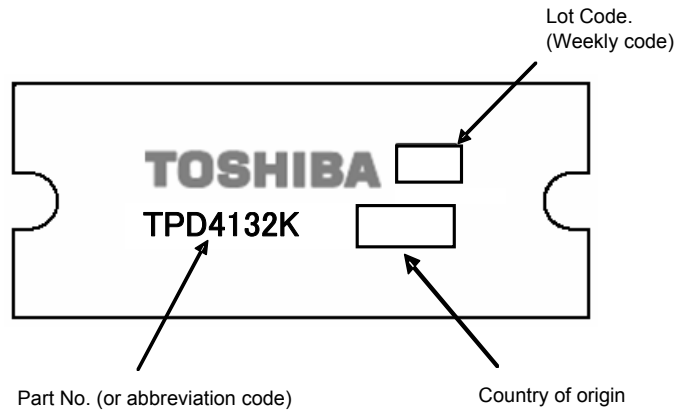 Lot Code.
(Weekly code)
TOSHIBA
TPD4132K
Part No. (or abbreviation code)
Country of origin